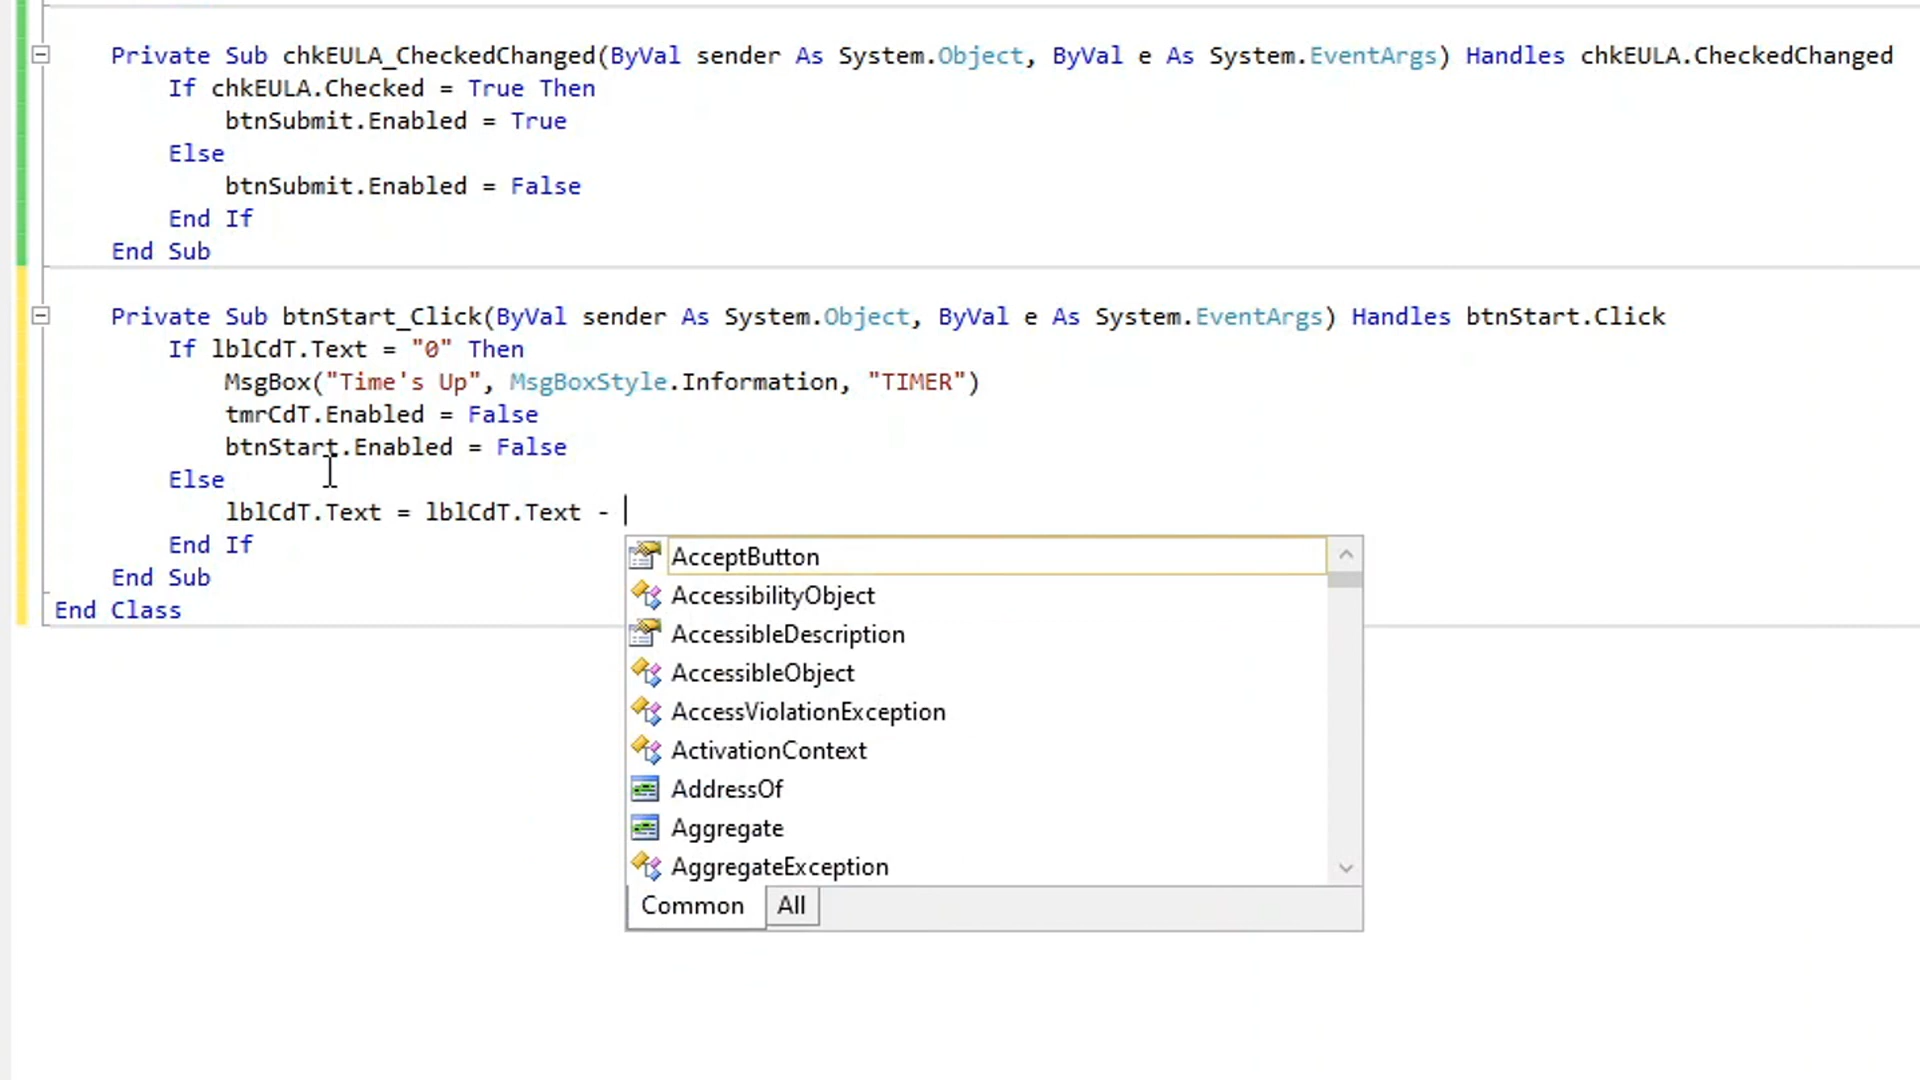 Private Sub chkEULA_CheckedChanged(ByVal sender As System.Object, ByVal e As System.EventArgs) Handles chkEULA.CheckedChanged
If chkEULA.Checked = True Then
btnSubmit.Enabled = True
Else
btnSubmit.Enabled = False
End If
End Sub
Private Sub btnStart_Click(ByVal sender As System.Object, ByVal e As System.EventArgs) Handles btnStart.Click
If lblCdT.Text = "0" Then
MsgBox("Time's Up", MsgBoxStyle.Information, "TIMER")
tmrCdT.Enabled = False
btnStart.Enabled = False
Else
lblCdT.Text = lblCdT.Text -
End If
End Sub
End Class
AcceptButton
AccessibilityObject
AccessibleDescription
AccessibleObject
AccessViolationException
ActivationContext
AddressOf
Aggregate
AggregateException
Common All